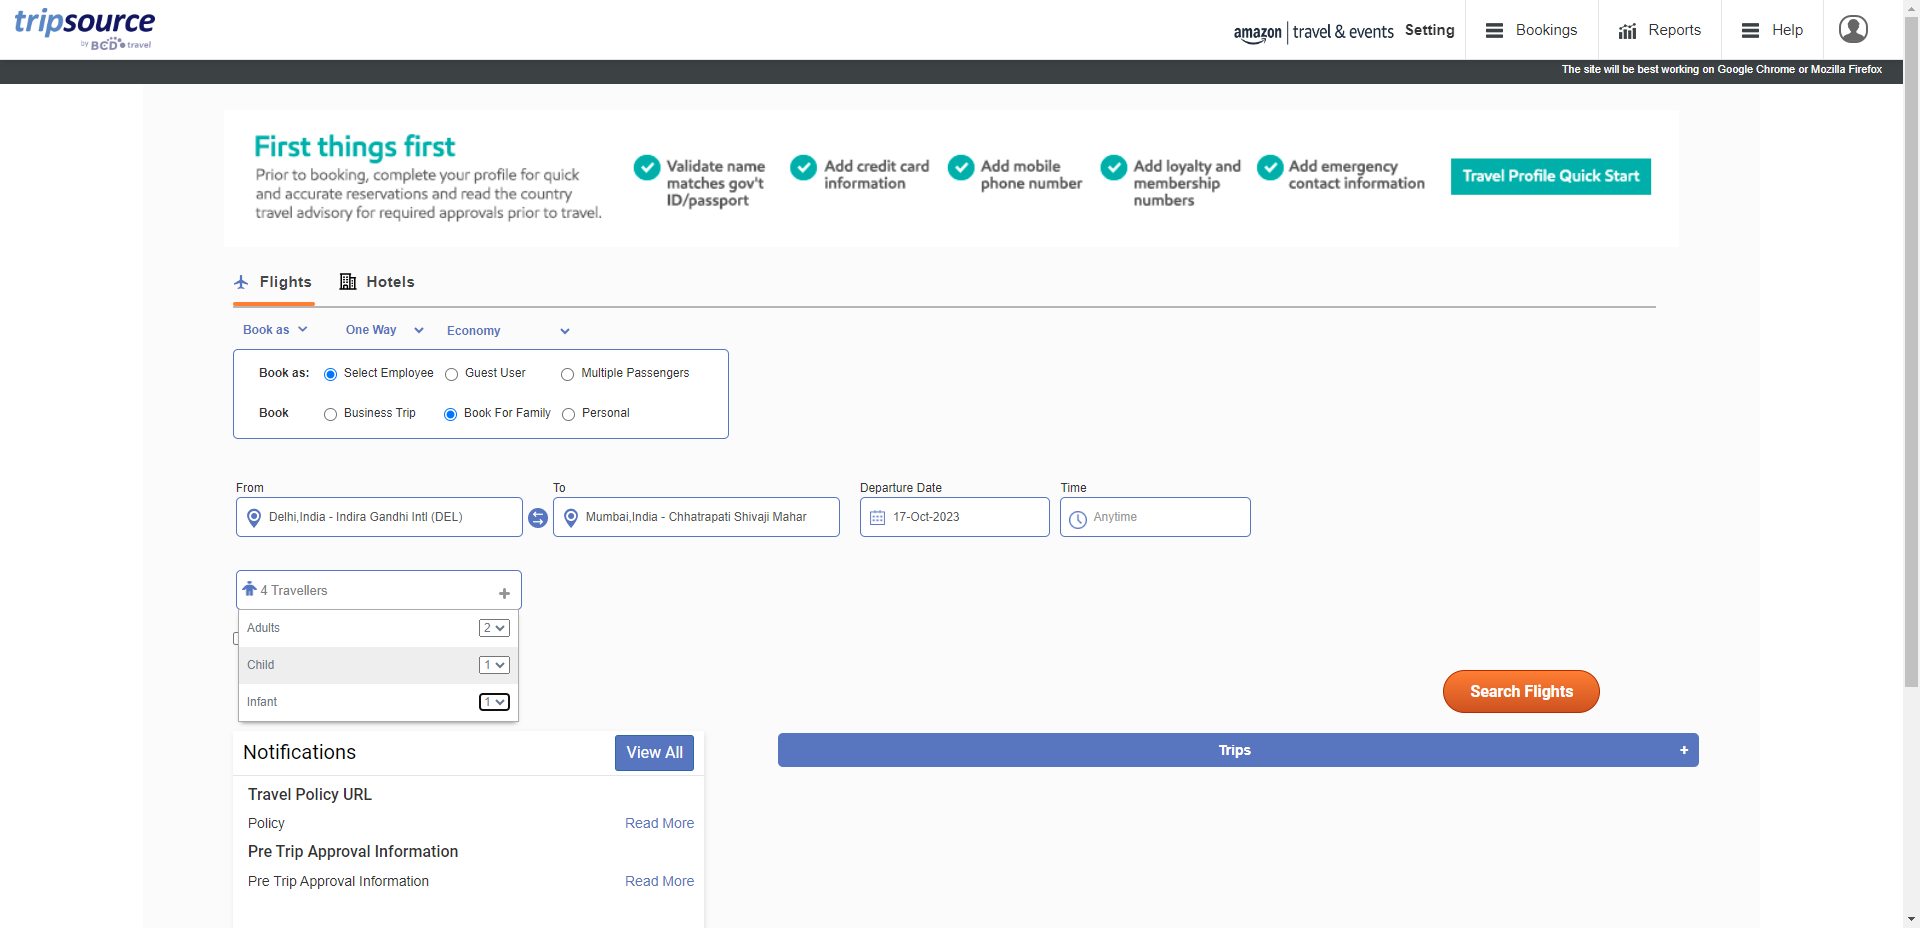 tripsource
by BCD travel
amazon | travel & events Setting Bookings Reports Help
The site will be best working on Google Chrome or Mozilla Firefox
First things first
Prior to booking, complete your profile for quick
and accurate reservations and read the country
travel advisory for required approvals prior to travel.
Validate name
matches gov't
ID/passport
Add credit card
information
Add mobile
phone number
Add loyalty and
membership
numbers
Add emergency
contact information
Travel Profile Quick Start
Flights Hotels
Book as One Way Economy
Book as: Select Employee Guest User Multiple Passengers
Book Business Trip Book For Family Personal
From To Departure Date Time
Delhi,India - Indira Gandhi Intl (DEL) Mumbai,India - Chhatrapati Shivaji Mahar 17-Oct-2023 Anytime
4 Travellers +
Adults 2
Child 1
Infant 1
Search Flights
Notifications View All
Trips +
Travel Policy URL
Policy Read More
Pre Trip Approval Information
Pre Trip Approval Information Read More